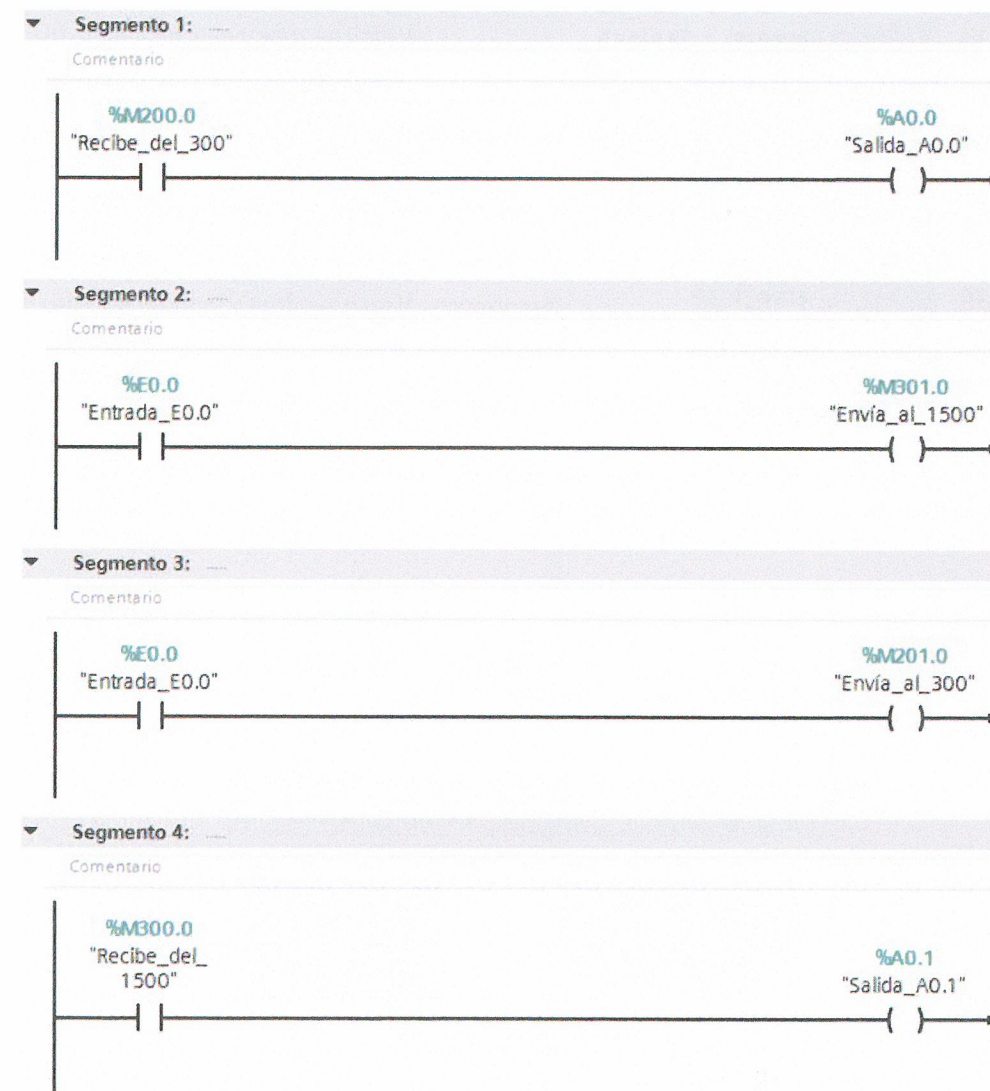 Segmento 1: ....
Comentario
%M200.0
"Recibe_del_300"
%A0.0
"Salida_A0.0"
Segmento 2: ....
Comentario
%E0.0
"Entrada_E0.0"
%M301.0
"Envía_al_1500"
Segmento 3: ....
Comentario
%E0.0
"Entrada_E0.0"
%M201.0
"Envía_al_300"
Segmento 4: ....
Comentario
%M300.0
"Recibe_del_
1500"
%A0.1
"Salida_A0.1"